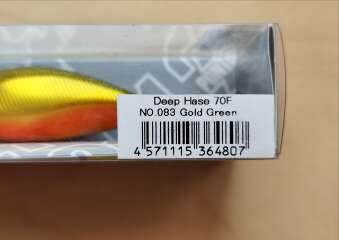 Deep Hase 70F
NO.083 Gold Green
4 571115 364807